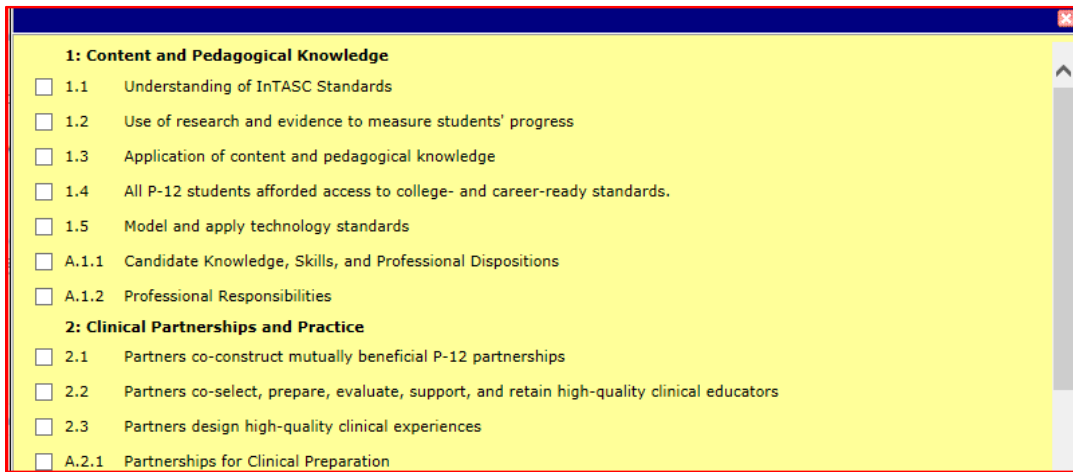 1: Content and Pedagogical Knowledge
1.1 Understanding of InTASC Standards
1.2 Use of research and evidence to measure students' progress
1.3 Application of content and pedagogical knowledge
1.4 All P-12 students afforded access to college- and career-ready standards.
1.5 Model and apply technology standards
A.1.1 Candidate Knowledge, Skills, and Professional Dispositions
A.1.2 Professional Responsibilities
2: Clinical Partnerships and Practice
2.1 Partners co-construct mutually beneficial P-12 partnerships
2.2 Partners co-select, prepare, evaluate, support, and retain high-quality clinical educators
2.3 Partners design high-quality clinical experiences
A.2.1 Partnerships for Clinical Preparation